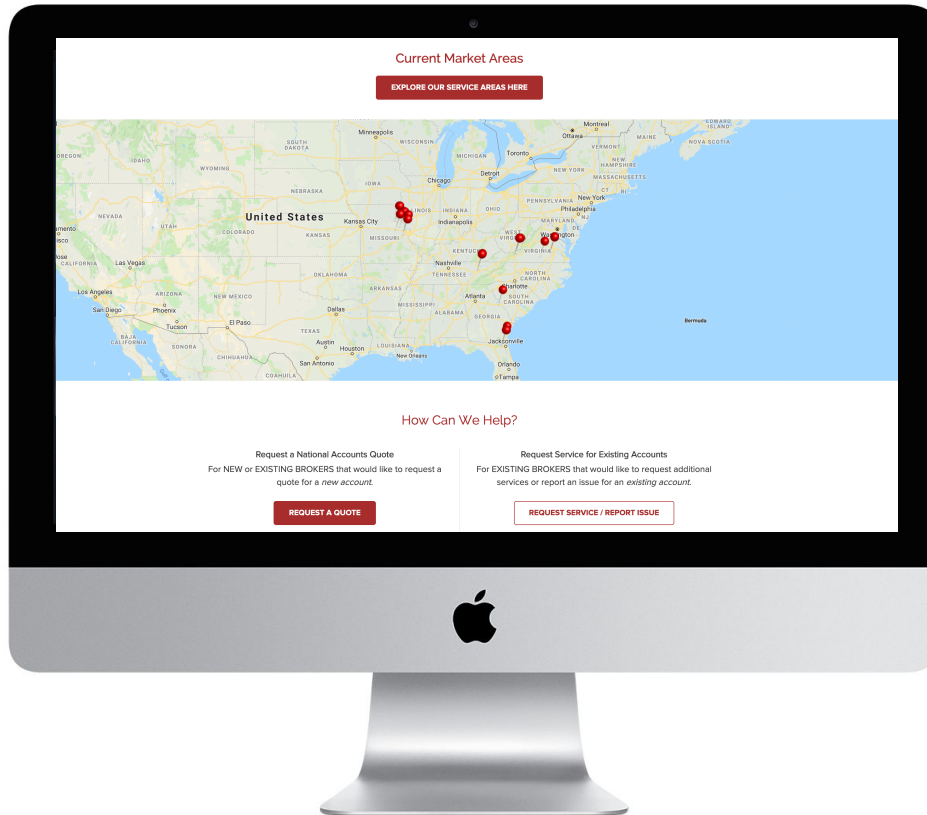 Current Market Areas
EXPLORE OUR SERVICE AREAS HERE
EDWARD
ISLAND
Montreal
Ottawa
Minneapolis
MAINE
NOVA SCOTIA
WISCONSIN
SOUTH
DAKOTA
VERMONT
OREGON
IDAHO
MICHIGAN
Toronto
NEW
HAMPSHIRE
WYOMING
NEW YORK
Detroit
MASSACHUSETTS
Chicago
IOWA
CT
RI
NEBRASKA
PENNSYLVANIA
New York
Philadelphia
OHIO
INDIANA
NEVADA
United States
Kansas City
Indianapolis
MARYLAND
NJ
UTAH
DE
COLORADO
KANSAS
MISSOURI
WEST
VIRGINIA
CALIFORNIA
Las Vegas
KENTUCKY
Nashville
TENNESSEE
OKLAHOMA
NORTH
CAROLINA
Charlotte
Los Angeles
ARIZONA
NEW MEXICO
ARKANSAS
Atlanta
SOUTH
CAROLINA
San Diego
Phoenix
Dallas
MISSISSIPPI
ALABAMA
GEORGIA
Tucson
El Paso
TEXAS
Bermuda
BAJA
CALIFORNIA
SONORA
Austin
Houston
LOUISIANA
Jacksonville
CHIHUAHUA
New Orleans
San Antonio
Orlando
COAHUILA
Tampa
How Can We Help?
Request a National Accounts Quote
For NEW or EXISTING BROKERS that would like to request a
quote for a new account.
REQUEST A QUOTE
Request Service for Existing Accounts
For EXISTING BROKERS that would like to request additional
services or report an issue for an existing account.
REQUEST SERVICE / REPORT ISSUE